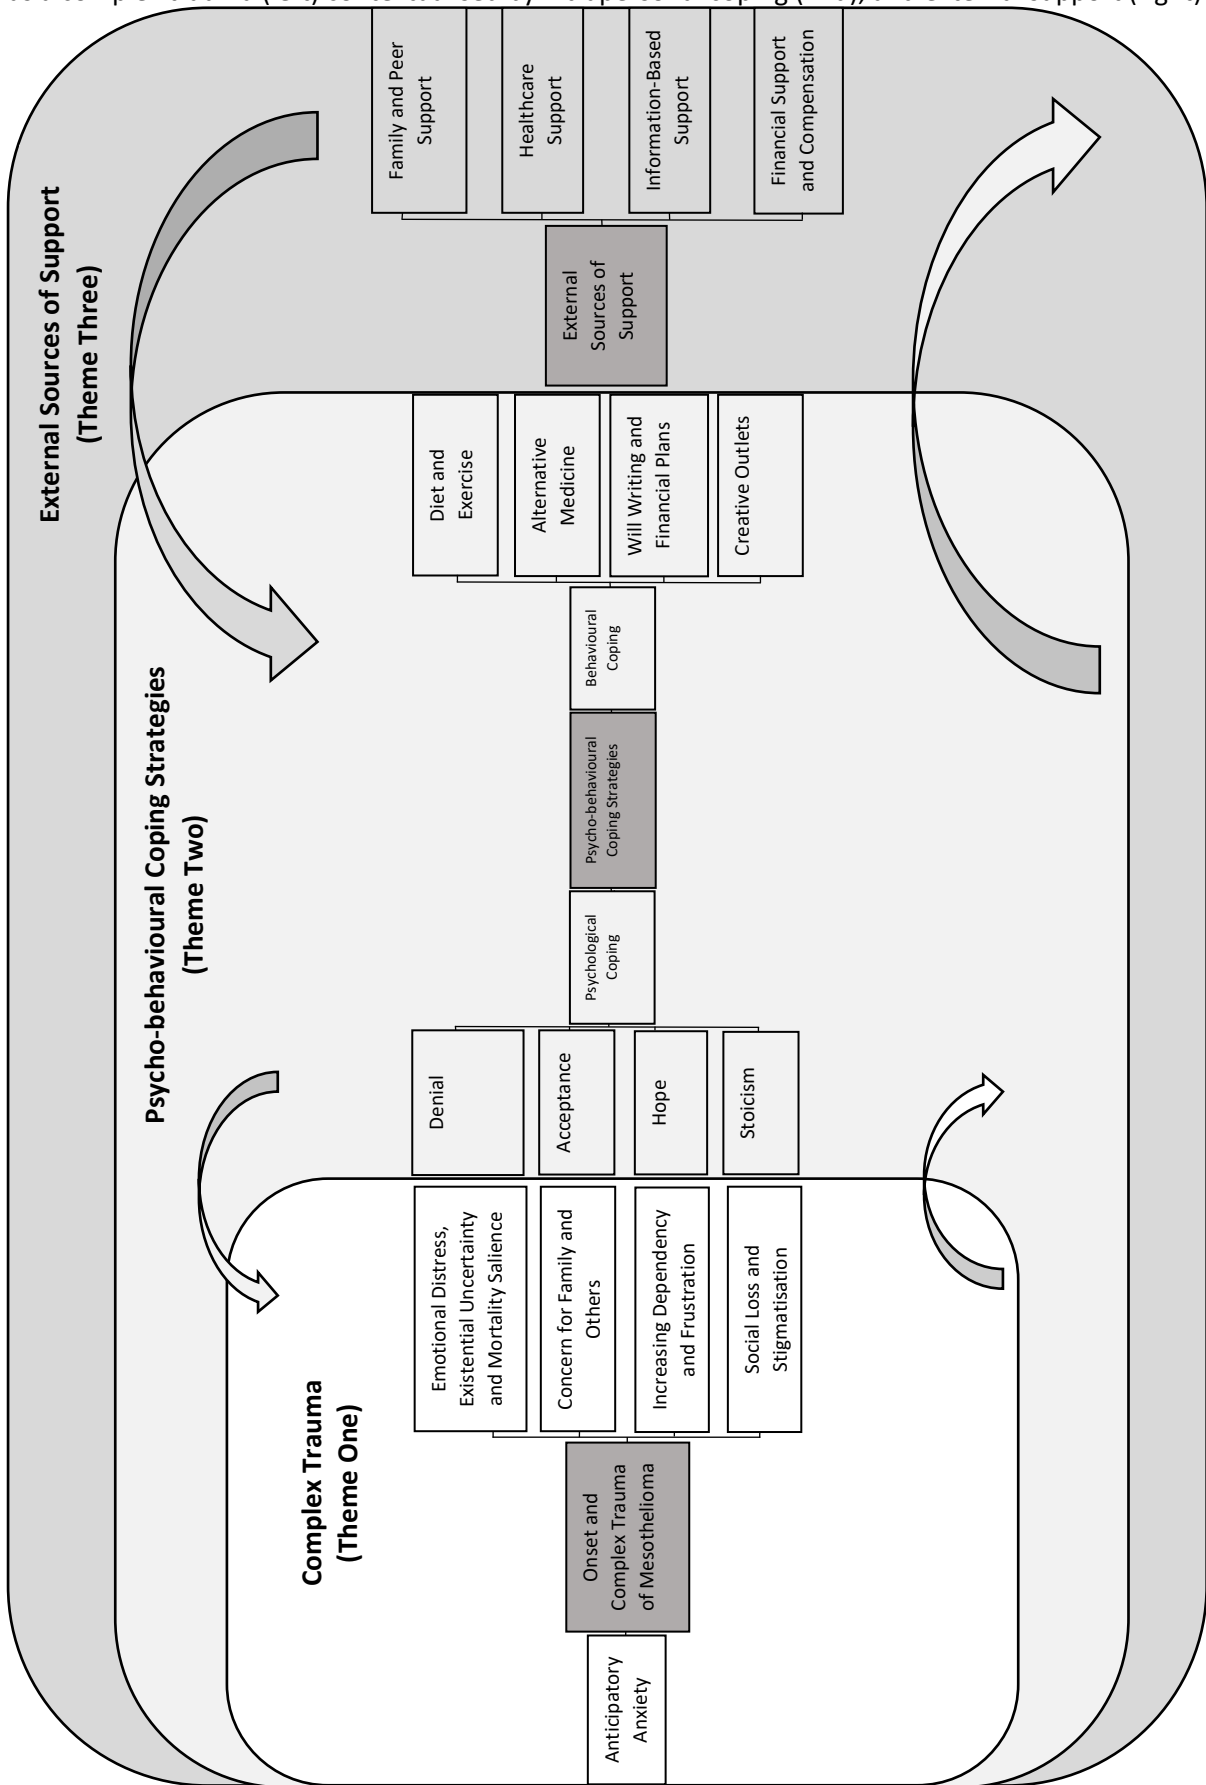 External Sources of Support
(Theme Three)
Psycho-behavioural Coping Strategies
(Theme Two)
Complex Trauma
(Theme One)
Anticipatory
Anxiety
Onset and
Complex Trauma
of Mesothelioma
Emotional Distress,
Existential Uncertainty
and Mortality Salience
Concern for Family and
Others
Increasing Dependency
and Frustration
Social Loss and
Stigmatisation
Denial
Acceptance
Hope
Stoicism
Psychological
Coping
Psycho-behavioural
Coping Strategies
Behavioural
Coping
Diet and
Exercise
Alternative
Medicine
Will Writing and
Financial Plans
Creative Outlets
External
Sources of
Support
Family and Peer
Support
Healthcare
Support
Information-Based
Support
Financial Support
and Compensation